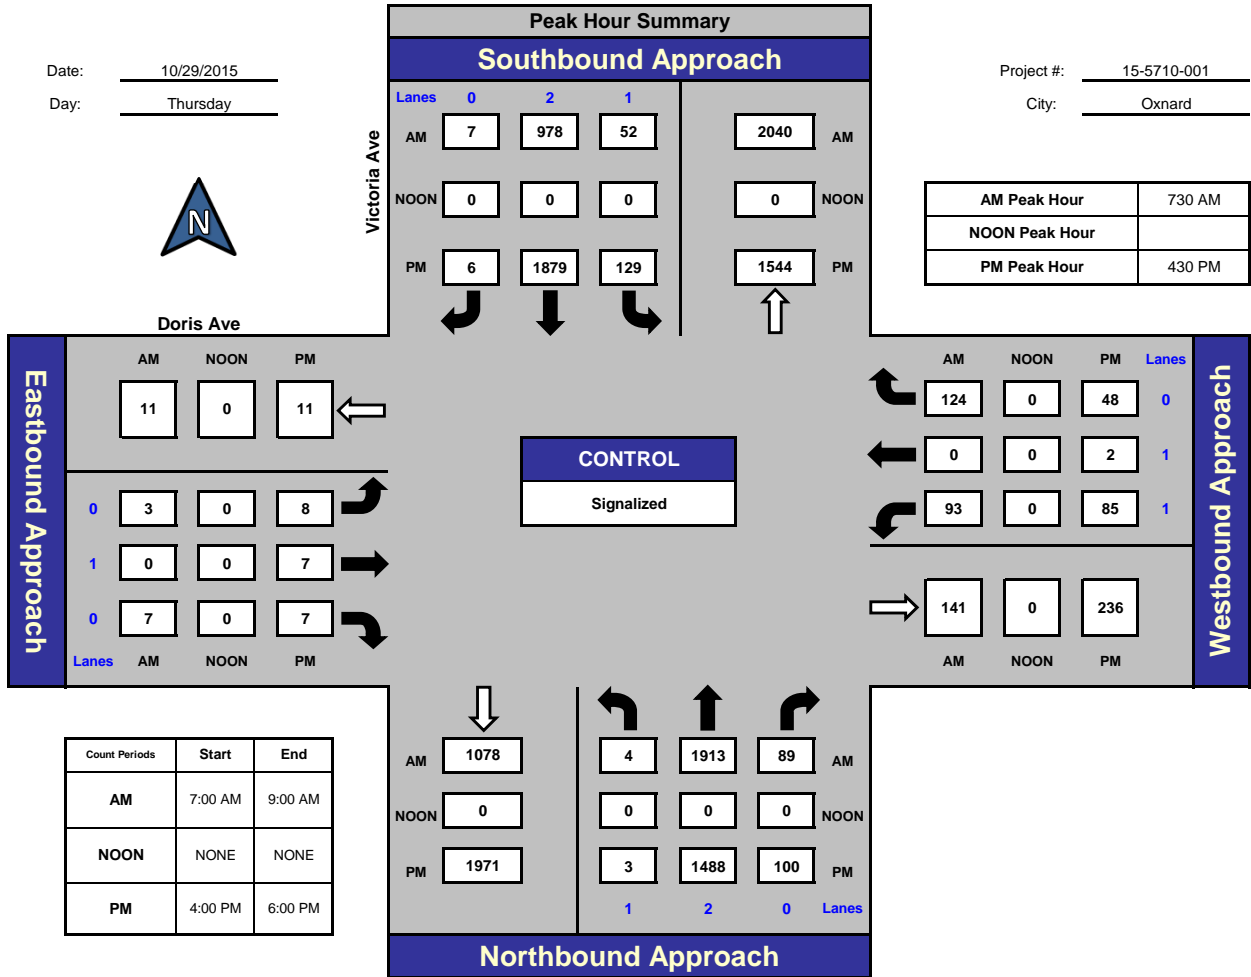 Peak Hour Summary
Southbound Approach
Date: 10/29/2015
Day: Thursday
Project #: 15-5710-001
City: Oxnard
Victoria Ave
Lanes 0 2 1
AM 7 978 52 2040 AM
NOON 0 0 0 0 NOON
PM 6 1879 129 1544 PM
N
AM Peak Hour 730 AM
NOON Peak Hour
PM Peak Hour 430 PM
Doris Ave
Eastbound Approach
AM NOON PM
11 0 11
0 3 0 8
1 0 0 7
0 7 0 7
Lanes AM NOON PM
CONTROL
Signalized
AM NOON PM Lanes
124 0 48 0
0 0 2 1
93 0 85 1
141 0 236
AM NOON PM
Westbound Approach
Count Periods Start End
AM 7:00 AM 9:00 AM
NOON NONE NONE
PM 4:00 PM 6:00 PM
AM 1078 4 1913 89 AM
NOON 0 0 0 0 NOON
PM 1971 3 1488 100 PM
1 2 0 Lanes
Northbound Approach